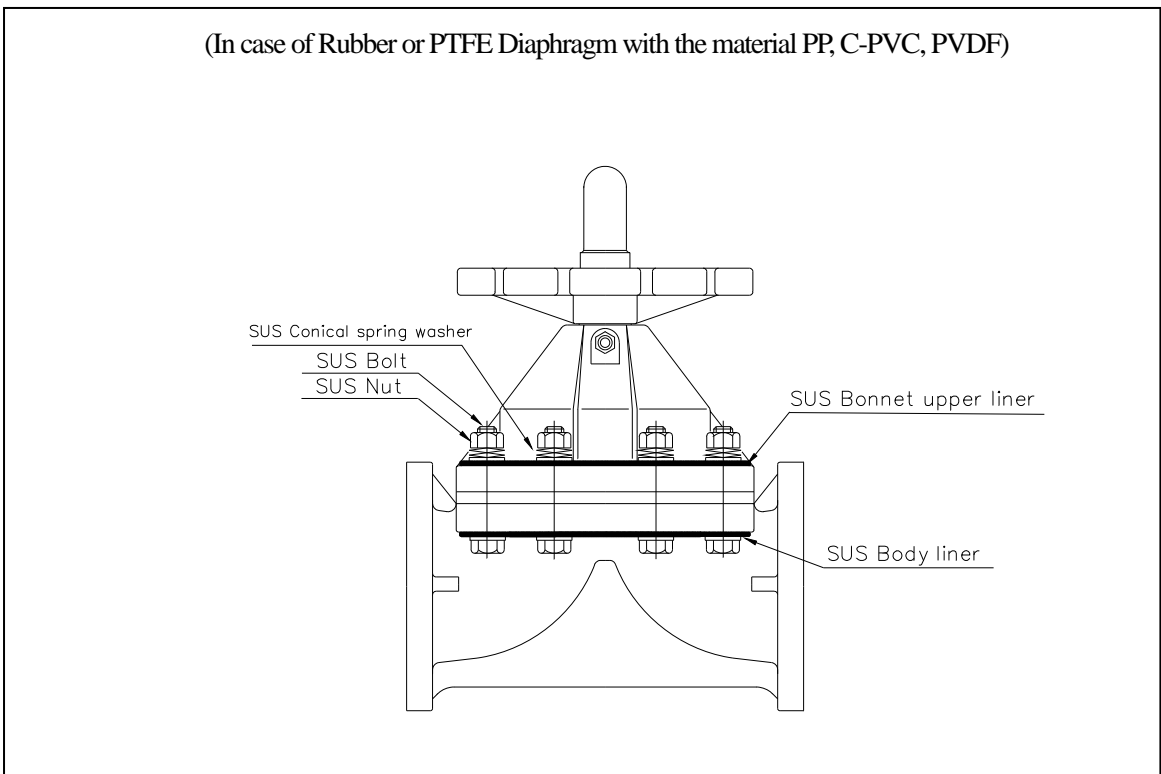 (In case of Rubber or PTFE Diaphragm with the material PP, C-PVC, PVDF)
SUS Conical spring washer
SUS Bolt
SUS Nut
SUS Bonnet upper liner
SUS Body liner